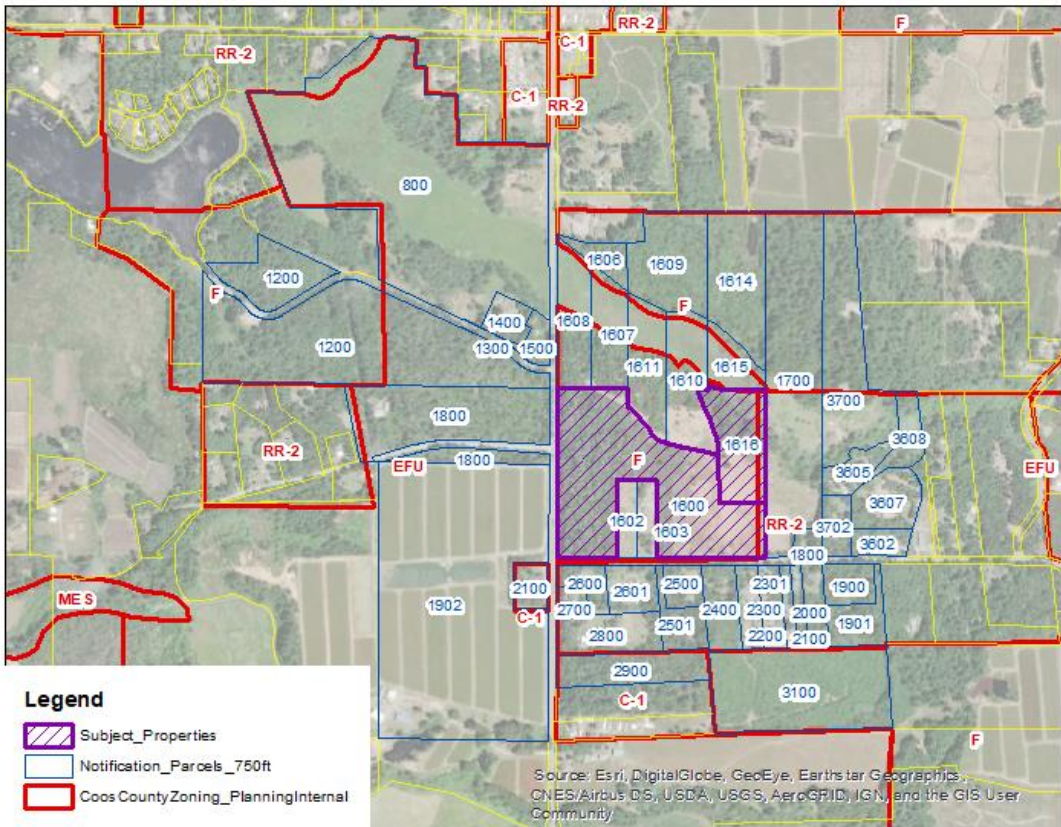 RR-2
F
C-1
RR-2
C-1
RR-2
800
1606
1609
1614
1200
F
F
1400
1608
1607
1300
1500
1200
1611
1610
1615
1700
1800
3700
3608
1616
RR-2
EFU
1800
F
3605
EFU
3607
1602
1600
1603
RR-2
3702
3602
1800
MES
2100
C-1
1902
2600
2601
2500
2301
1900
2700
2400
2300
2000
2501
1901
2800
2200
2100
2900
3100
C-1
F
Legend
Subject_Properties
Notification_Parcels_750ft
CoosCountyZoning_PlanningInternal
Source: Esri, DigitalGlobe, GeoEye, Earthstar Geographics,
CNES/Airbus DS, USDA, USGS, AeroGRID, IGN, and the GIS User
Community